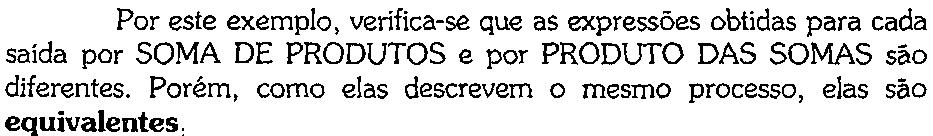 Por este exemplo, verifica-se que as expressões obtidas para cada
saída por SOMA DE PRODUTOS e por PRODUTO DAS SOMAS são
diferentes. Porém, como elas descrevem o mesmo processo, elas são
equivalentes.